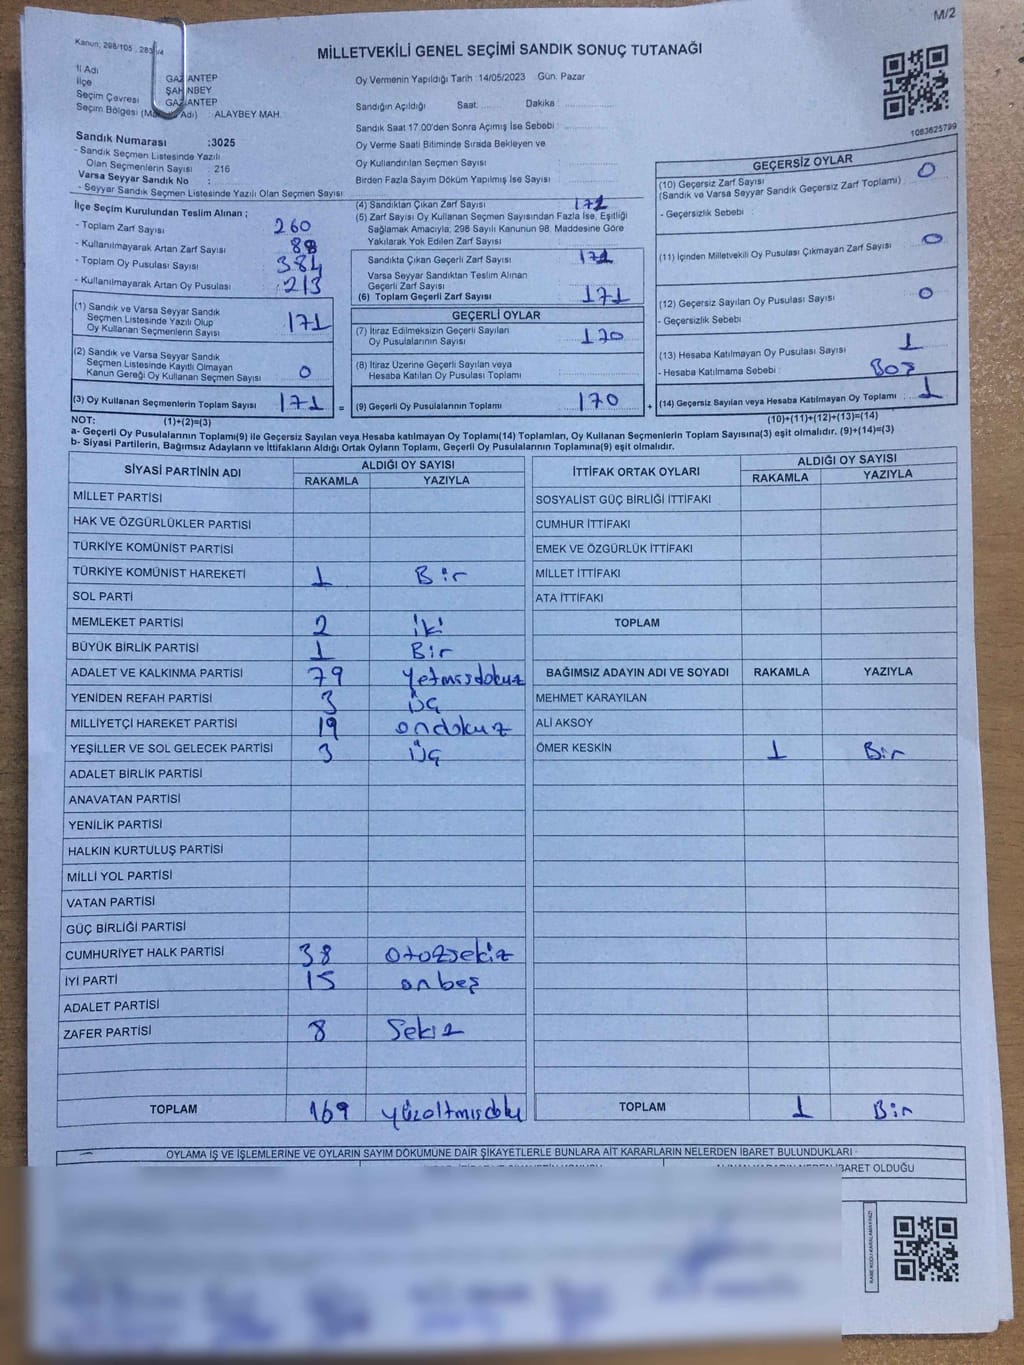 M/2
Kanun; 298/105 , 283
MİLLETVEKİLİ GENEL SEÇİMİ SANDIK SONUÇ TUTANAĞI
İl Adı GAZİANTEP
İlçe ŞAHİNBEY
Seçim Çevresi GAZİANTEP
Seçim Bölgesi ALAYBEY MAH.
Sandık Numarası :3025
- Sandık Seçmen Listesinde Yazılı
Olan Seçmenlerin Sayısı : 216
Varsa Seyyar Sandık No :
- Seyyar Sandık Seçmen Listesinde Yazılı Olan Seçmen Sayısı
Oy Vermenin Yapıldığı Tarih :14/05/2023 Gün. Pazar
Sandığın Açıldığı Saat: Dakika
Sandık Saat 17.00'den Sonra Açımış İse Sebebi
Oy Verme Saati Bitiminde Sırada Bekleyen ve
Oy Kullandırılan Seçmen Sayısı
Birden Fazla Sayım Döküm Yapılmış İse Sayısı
1083625799
İlçe Seçim Kurulundan Teslim Alınan ;
- Toplam Zarf Sayısı 260
- Kullanılmayarak Artan Zarf Sayısı
- Toplam Oy Pusulası Sayısı 384
- Kullanılmayarak Artan Oy Pusulası 213
(1) Sandık ve Varsa Seyyar Sandık
Seçmen Listesinde Yazılı Olup
Oy Kullanan Seçmenlerin Sayısı 171
(2) Sandık ve Varsa Seyyar Sandık
Seçmen Listesinde Kayıtlı Olmayan
Kanun Gereği Oy Kullanan Seçmen Sayısı 0
(3) Oy Kullanan Seçmenlerin Toplam Sayısı 171 =
(4) Sandıktan Çıkan Zarf Sayısı 171
(5) Zarf Sayısı Oy Kullanan Seçmen Sayısından Fazla İse, Eşitliği
Sağlamak Amacıyla, 298 Sayılı Kanunun 98. Maddesine Göre
Yakılarak Yok Edilen Zarf Sayısı
Sandıkta Çıkan Geçerli Zarf Sayısı 171
Varsa Seyyar Sandıktan Teslim Alınan
Geçerli Zarf Sayısı
(6) Toplam Geçerli Zarf Sayısı 171
GEÇERLİ OYLAR
(7) İtiraz Edilmeksizin Geçerli Sayılan
Oy Pusulalarının Sayısı 170
(8) İtiraz Üzerine Geçerli Sayılan veya
Hesaba Katılan Oy Pusulası Toplamı
(9) Geçerli Oy Pusulalarının Toplamı 170 +
GEÇERSİZ OYLAR
(10) Geçersiz Zarf Sayısı 0
(Sandık ve Varsa Seyyar Sandık Geçersiz Zarf Toplamı)
- Geçersizlik Sebebi
(11) İçinden Milletvekili Oy Pusulası Çıkmayan Zarf Sayısı 0
(12) Geçersiz Sayılan Oy Pusulası Sayısı 0
- Geçersizlik Sebebi
(13) Hesaba Katılmayan Oy Pusulası Sayısı 1
- Hesaba Katılmama Sebebi : Boş
(14) Geçersiz Sayılan veya Hesaba Katılmayan Oy Toplamı : 1
NOT: (1)+(2)=(3) (10)+(11)+(12)+(13)=(14)
a- Geçerli Oy Pusulalarının Toplamı(9) ile Geçersiz Sayılan veya Hesaba katılmayan Oy Toplamı(14) Toplamları, Oy Kullanan Seçmenlerin Toplam Sayısına(3) eşit olmalıdır. (9)+(14)=(3)
b- Siyasi Partilerin, Bağımsız Adayların ve İttifakların Aldığı Ortak Oyların Toplamı, Geçerli Oy Pusulalarının Toplamına(9) eşit olmalıdır.
SİYASİ PARTİNİN ADI ALDIĞI OY SAYISI
RAKAMLA YAZIYLA
MİLLET PARTİSİ
HAK VE ÖZGÜRLÜKLER PARTİSİ
TÜRKİYE KOMÜNİST PARTİSİ
TÜRKİYE KOMÜNİST HAREKETİ 1 Bir
SOL PARTİ
MEMLEKET PARTİSİ 2 iki
BÜYÜK BİRLİK PARTİSİ 1 Bir
ADALET VE KALKINMA PARTİSİ 79 Yetmisdokuz
YENİDEN REFAH PARTİSİ 3 Üç
MİLLİYETÇİ HAREKET PARTİSİ 19 ondokuz
YEŞİLLER VE SOL GELECEK PARTİSİ 3 Üç
ADALET BİRLİK PARTİSİ
ANAVATAN PARTİSİ
YENİLİK PARTİSİ
HALKIN KURTULUŞ PARTİSİ
MİLLİ YOL PARTİSİ
VATAN PARTİSİ
GÜÇ BİRLİĞİ PARTİSİ
CUMHURİYET HALK PARTİSİ 38 otozsekiz
İYİ PARTİ 15 onbeş
ADALET PARTİSİ
ZAFER PARTİSİ 8 Sekiz
TOPLAM 169 yüzaltmısdoku
İTTİFAK ORTAK OYLARI ALDIĞI OY SAYISI
RAKAMLA YAZIYLA
SOSYALİST GÜÇ BİRLİĞİ İTTİFAKI
CUMHUR İTTİFAKI
EMEK VE ÖZGÜRLÜK İTTİFAKI
MİLLET İTTİFAKI
ATA İTTİFAKI
TOPLAM
BAĞIMSIZ ADAYIN ADI VE SOYADI RAKAMLA YAZIYLA
MEHMET KARAYILAN
ALİ AKSOY
ÖMER KESKİN 1 Bir
TOPLAM 1 Bir
OYLAMA İŞ VE İŞLEMLERİNE VE OYLARIN SAYIM DÖKÜMÜNE DAİR ŞİKAYETLERLE BUNLARA AİT KARARLARIN NELERDEN İBARET BULUNDUKLARI
BARET OLDUĞU
KARE KODU KARALAMAYINIZ!